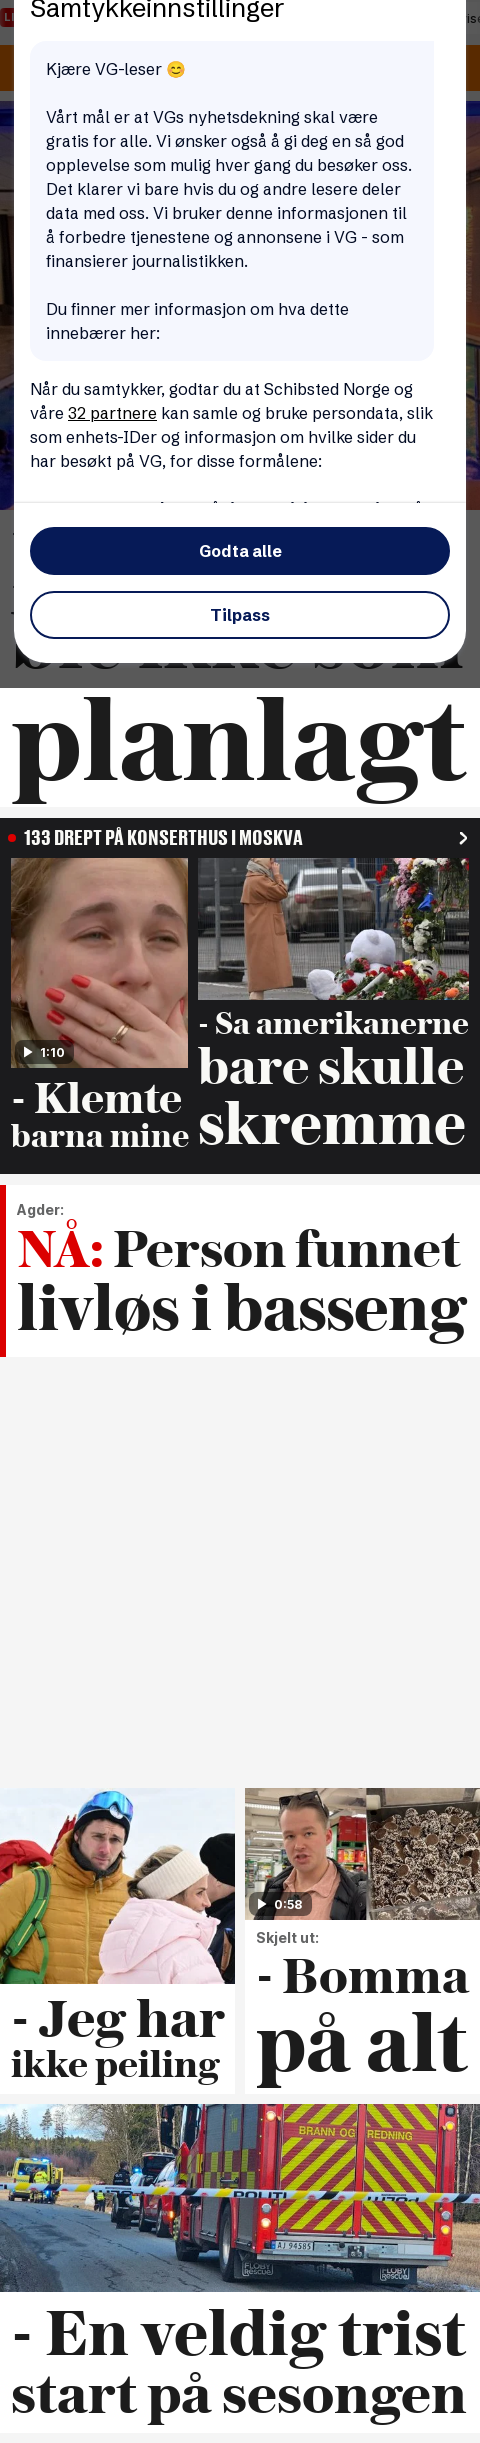 Samtykkeinnstillinger
Kjære VG-leser 😊
Vårt mål er at VGs nyhetsdekning skal være
gratis for alle. Vi ønsker også å gi deg en så god
opplevelse som mulig hver gang du besøker oss.
Det klarer vi bare hvis du og andre lesere deler
data med oss. Vi bruker denne informasjonen til
å forbedre tjenestene og annonsene i VG - som
finansierer journalistikken.
Du finner mer informasjon om hva dette
innebærer her:
Når du samtykker, godtar du at Schibsted Norge og
våre 32 partnere kan samle og bruke persondata, slik
som enhets-IDer og informasjon om hvilke sider du
har besøkt på VG, for disse formålene:
Godta alle
Tilpass
ble ikke som
planlagt
133 DREPT PÅ KONSERTHUS I MOSKVA
1:10
- Klemte
barna mine
- Sa amerikanerne
bare skulle
skremme
Agder:
NÅ: Person funnet
livløs i basseng
- Jeg har
ikke peiling
0:58
Skjelt ut:
- Bomma
på alt
BRANN OG REDNING
POLITI
AJ 94585
FLOBY
Rescue
FLOBY
Rescue
- En veldig trist
start på sesongen